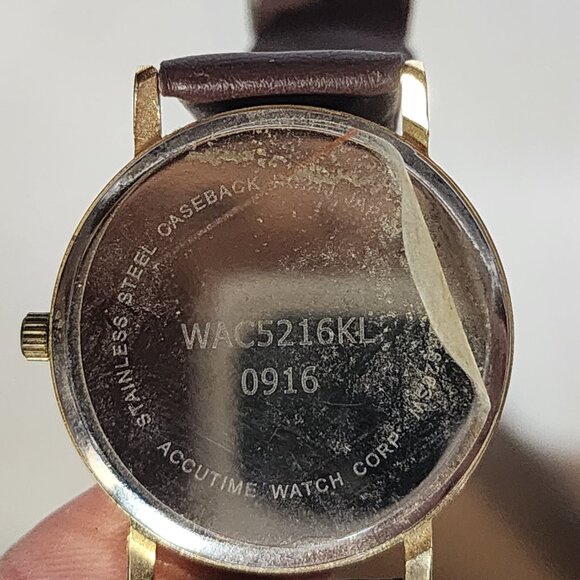 WAC5216KL
0916
STAINLESS STEEL CASEBACK
ACCUTIME WATCH CORP.